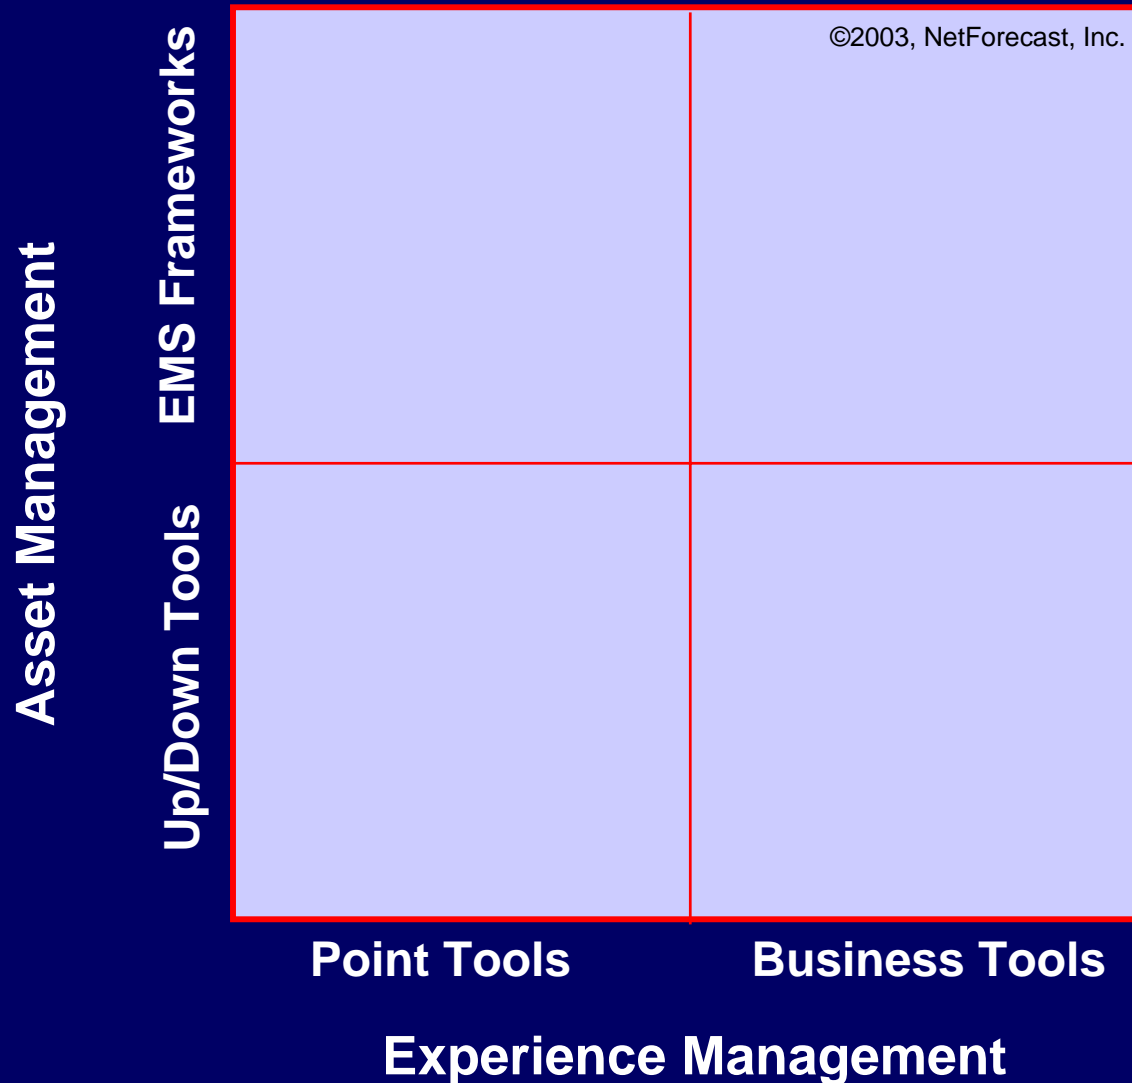 ©2003, NetForecast, Inc.
Asset Management
EMS Frameworks
Up/Down Tools
Point Tools
Business Tools
Experience Management